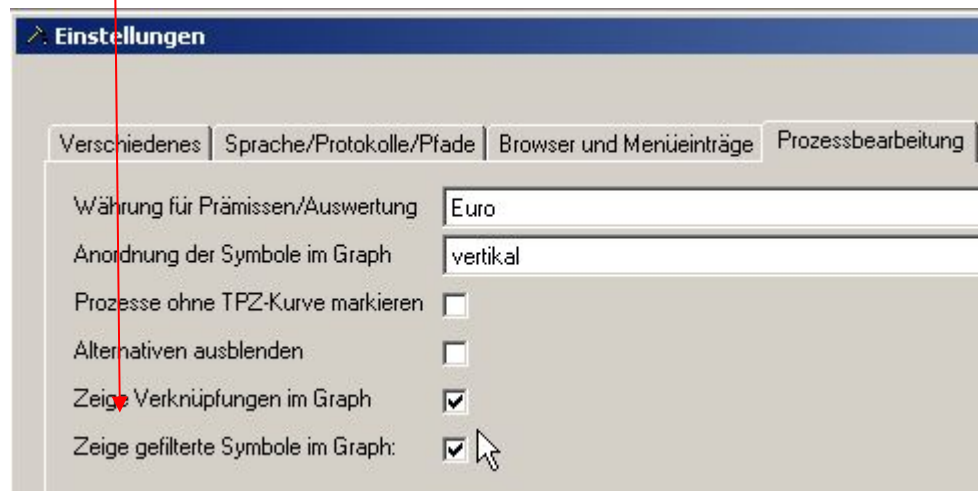 Einstellungen
Verschiedenes Sprache/Protokolle/Pfade Browser und Menüeinträge Prozessbearbeitung
Währung für Prämissen/Auswertung Euro
Anordnung der Symbole im Graph vertikal
Prozesse ohne TPZ-Kurve markieren
Alternativen ausblenden
Zeige Verknüpfungen im Graph
Zeige gefilterte Symbole im Graph: